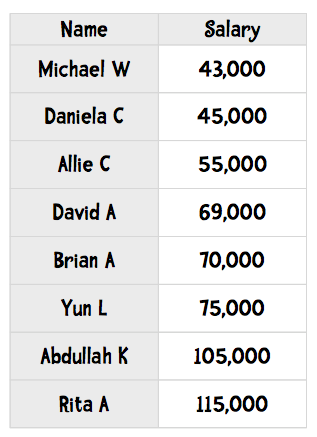 Name Salary
Michael W 43,000
Daniela C 45,000
Allie C 55,000
David A 69,000
Brian A 70,000
Yun L 75,000
Abdullah K 105,000
Rita A 115,000